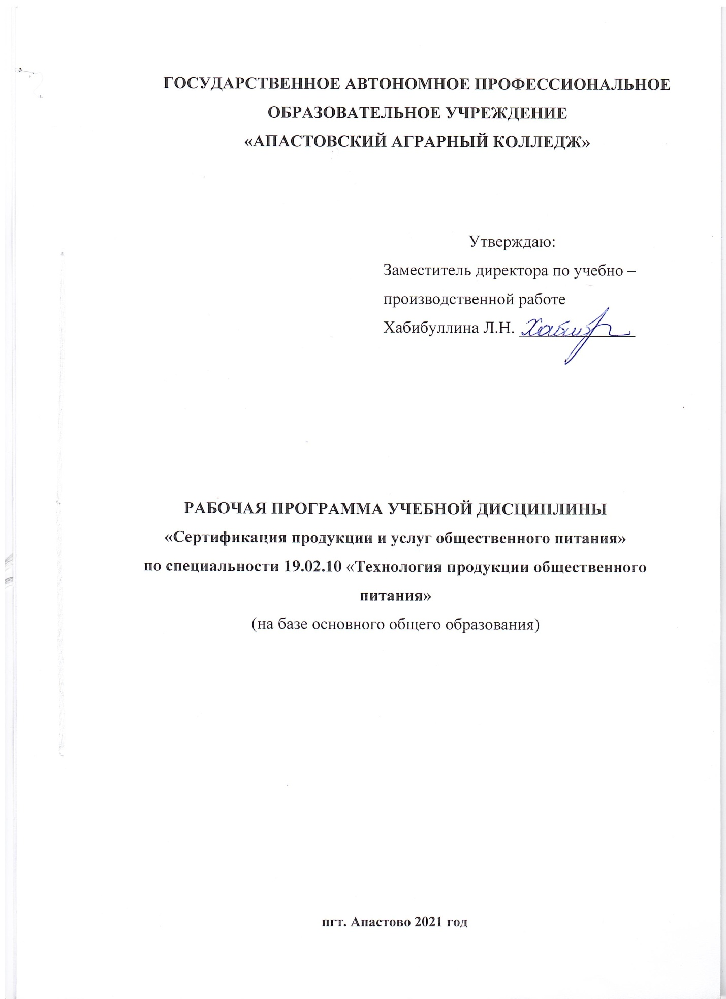 ГОСУДАРСТВЕННОЕ АВТОНОМНОЕ ПРОФЕССИОНАЛЬНОЕ
ОБРАЗОВАТЕЛЬНОЕ УЧРЕЖДЕНИЕ
«АПАСТОВСКИЙ АГРАРНЫЙ КОЛЛЕДЖ»
Утверждаю:
Заместитель директора по учебно –
производственной работе
Хабибуллина Л.Н.
РАБОЧАЯ ПРОГРАММА УЧЕБНОЙ ДИСЦИПЛИНЫ
«Сертификация продукции и услуг общественного питания»
по специальности 19.02.10 «Технология продукции общественного
питания»
(на базе основного общего образования)
пгт. Апастово 2021 год